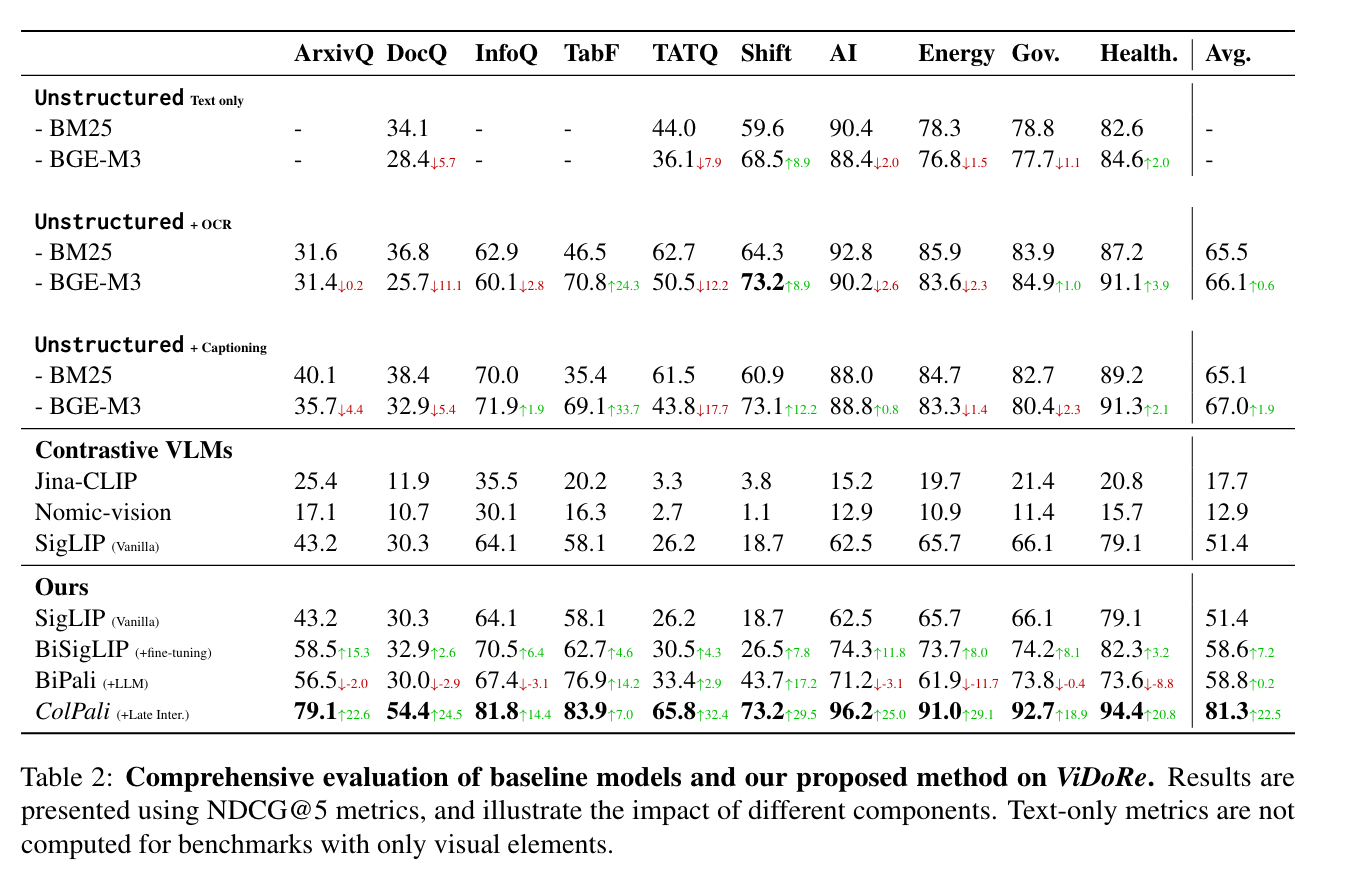 ArxivQ DocQ InfoQ TabF TATQ Shift AI Energy Gov. Health. Avg.
Unstructured Text only
- BM25 - 34.1 - - 44.0 59.6 90.4 78.3 78.8 82.6 -
- BGE-M3 - 28.4↓5.7 - - 36.1↓7.9 68.5↑8.9 88.4↓2.0 76.8↓1.5 77.7↓1.1 84.6↑2.0 -
Unstructured + OCR
- BM25 31.6 36.8 62.9 46.5 62.7 64.3 92.8 85.9 83.9 87.2 65.5
- BGE-M3 31.4↓0.2 25.7↓11.1 60.1↓2.8 70.8↑24.3 50.5↓12.2 73.2↑8.9 90.2↓2.6 83.6↓2.3 84.9↑1.0 91.1↑3.9 66.1↑0.6
Unstructured + Captioning
- BM25 40.1 38.4 70.0 35.4 61.5 60.9 88.0 84.7 82.7 89.2 65.1
- BGE-M3 35.7↓4.4 32.9↓5.4 71.9↑1.9 69.1↑33.7 43.8↓17.7 73.1↑12.2 88.8↑0.8 83.3↓1.4 80.4↓2.3 91.3↑2.1 67.0↑1.9
Contrastive VLMs
Jina-CLIP 25.4 11.9 35.5 20.2 3.3 3.8 15.2 19.7 21.4 20.8 17.7
Nomic-vision 17.1 10.7 30.1 16.3 2.7 1.1 12.9 10.9 11.4 15.7 12.9
SigLIP (Vanilla) 43.2 30.3 64.1 58.1 26.2 18.7 62.5 65.7 66.1 79.1 51.4
Ours
SigLIP (Vanilla) 43.2 30.3 64.1 58.1 26.2 18.7 62.5 65.7 66.1 79.1 51.4
BiSigLIP (+fine-tuning) 58.5↑15.3 32.9↑2.6 70.5↑6.4 62.7↑4.6 30.5↑4.3 26.5↑7.8 74.3↑11.8 73.7↑8.0 74.2↑8.1 82.3↑3.2 58.6↑7.2
BiPali (+LLM) 56.5↓-2.0 30.0↓-2.9 67.4↓-3.1 76.9↑14.2 33.4↑2.9 43.7↑17.2 71.2↓-3.1 61.9↓-11.7 73.8↓-0.4 73.6↓-8.8 58.8↑0.2
ColPali (+Late Inter.) 79.1↑22.6 54.4↑24.5 81.8↑14.4 83.9↑7.0 65.8↑32.4 73.2↑29.5 96.2↑25.0 91.0↑29.1 92.7↑18.9 94.4↑20.8 81.3↑22.5
Table 2: Comprehensive evaluation of baseline models and our proposed method on ViDoRe. Results are
presented using NDCG@5 metrics, and illustrate the impact of different components. Text-only metrics are not
computed for benchmarks with only visual elements.